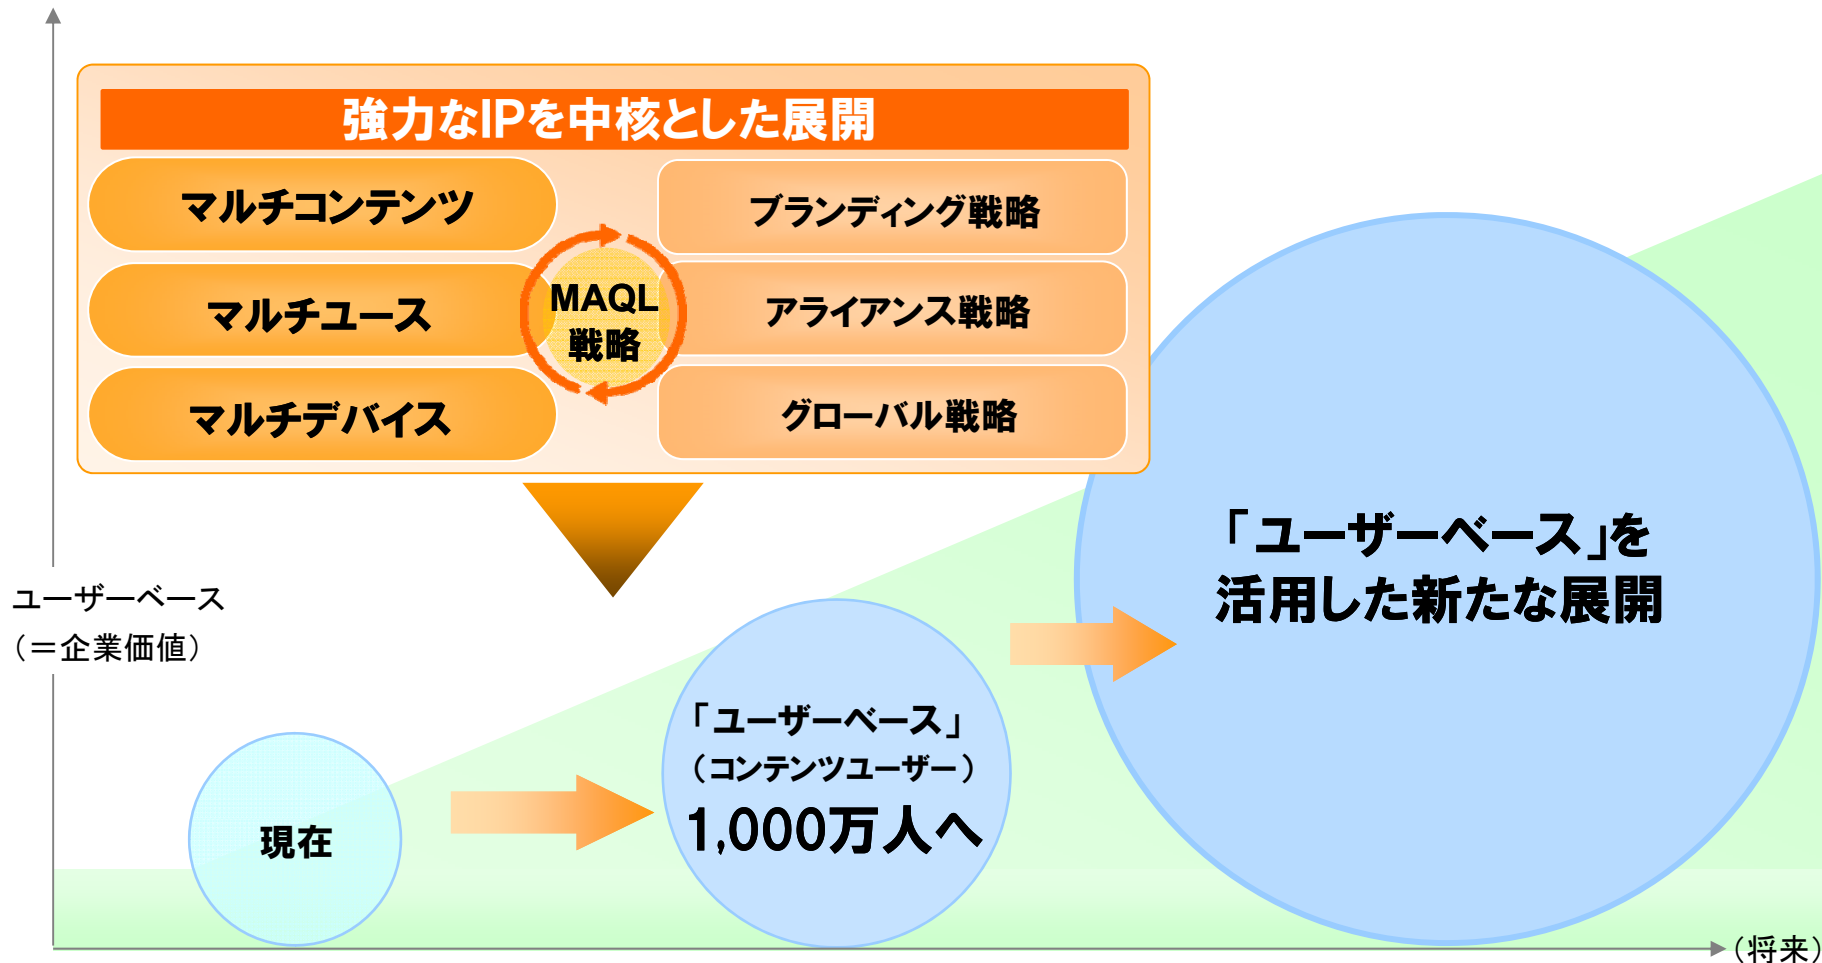 強力なIPを中核とした展開
マルチコンテンツ
マルチユース
マルチデバイス
MAQL
戦略
ブランディング戦略
アライアンス戦略
グローバル戦略
ユーザーベース
（＝企業価値）
現在
「ユーザーベース」
（コンテンツユーザー）
1,000万人へ
「ユーザーベース」を
活用した新たな展開
（将来）